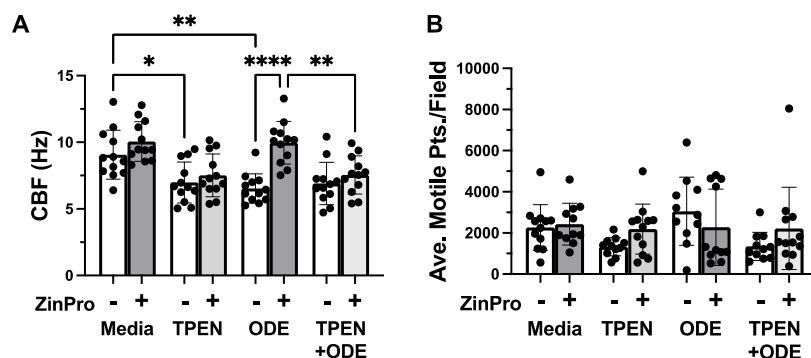 A
**
*
****
**
CBF (Hz)
15
10
5
0
ZinPro - + - + - + - +
Media TPEN ODE TPEN
+ODE
B
Ave. Motile Pts./Field
10000
8000
6000
4000
2000
0
ZinPro - + - + - + - +
Media TPEN ODE TPEN
+ODE